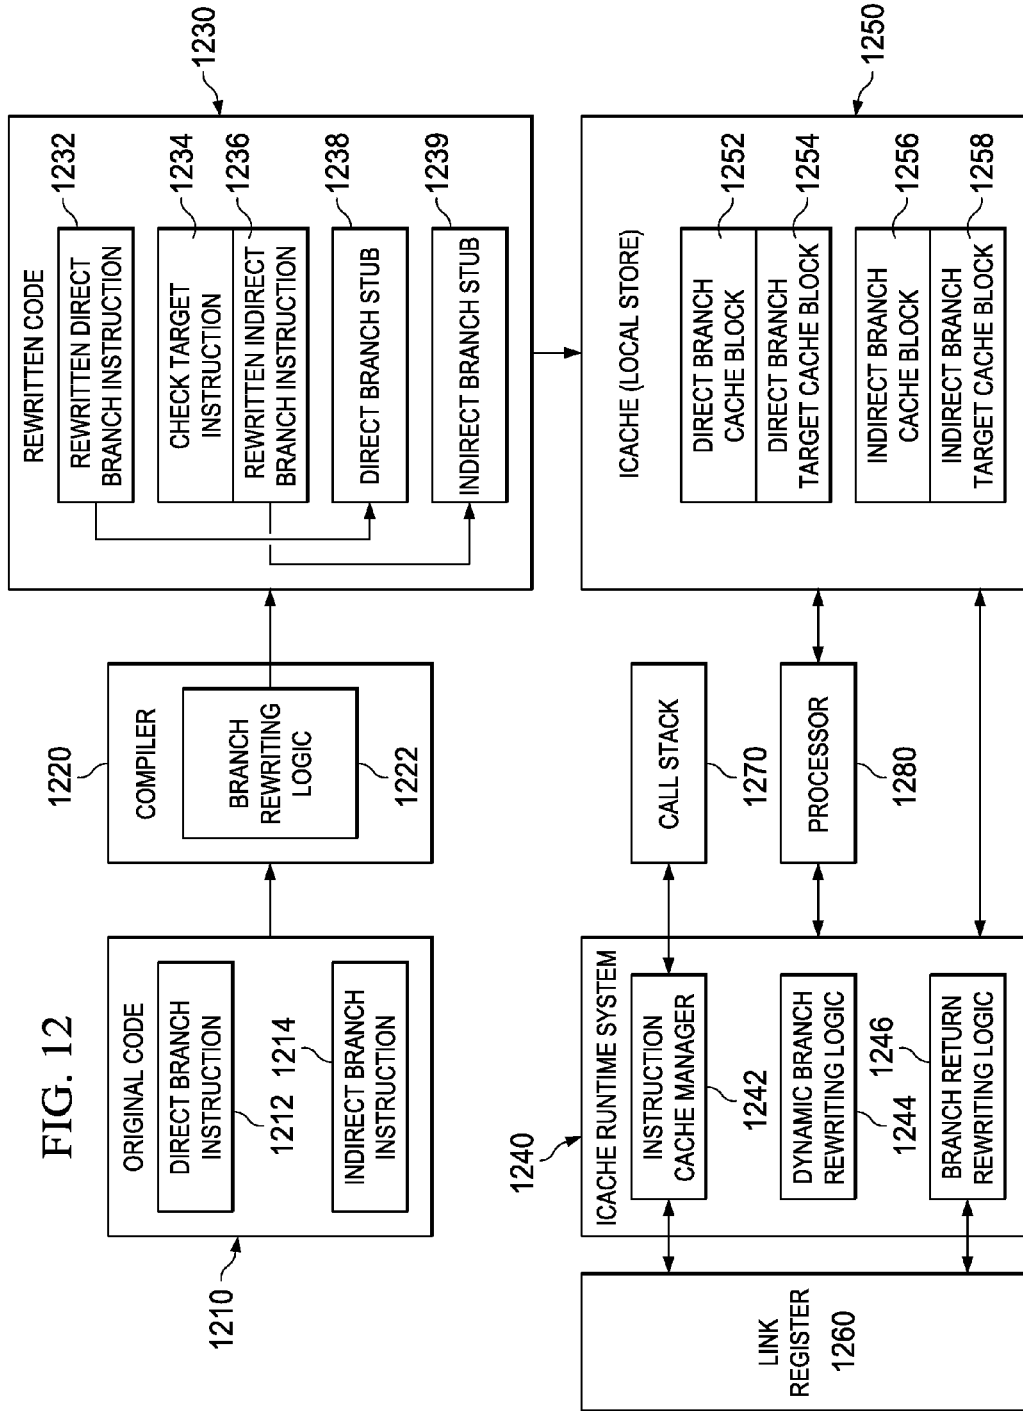 FIG. 12
ORIGINAL CODE
DIRECT BRANCH
INSTRUCTION
1212
1214
INDIRECT BRANCH
INSTRUCTION
1210
1220
COMPILER
BRANCH
REWRITING
LOGIC
1222
1230
REWRITTEN CODE
1232
REWRITTEN DIRECT
BRANCH INSTRUCTION
1234
CHECK TARGET
INSTRUCTION
1236
REWRITTEN INDIRECT
BRANCH INSTRUCTION
1238
DIRECT BRANCH STUB
1239
INDIRECT BRANCH STUB
1240
ICACHE RUNTIME SYSTEM
INSTRUCTION
CACHE MANAGER
1242
DYNAMIC BRANCH
REWRITING LOGIC
1244
1246
BRANCH RETURN
REWRITING LOGIC
LINK
REGISTER
1260
CALL STACK
1270
PROCESSOR
1280
1250
ICACHE (LOCAL STORE)
1252
DIRECT BRANCH
CACHE BLOCK
1254
DIRECT BRANCH
TARGET CACHE BLOCK
1256
INDIRECT BRANCH
CACHE BLOCK
1258
INDIRECT BRANCH
TARGET CACHE BLOCK